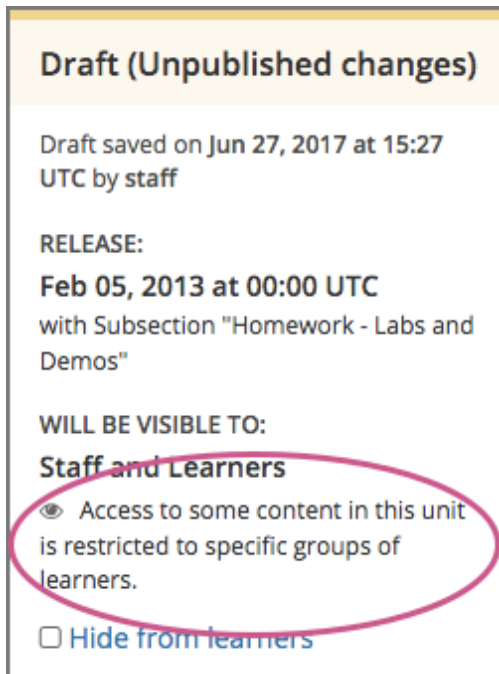 Draft (Unpublished changes)
Draft saved on Jun 27, 2017 at 15:27
UTC by staff
RELEASE:
Feb 05, 2013 at 00:00 UTC
with Subsection "Homework - Labs and
Demos"
WILL BE VISIBLE TO:
Staff and Learners
Access to some content in this unit
is restricted to specific groups of
learners.
Hide from learners